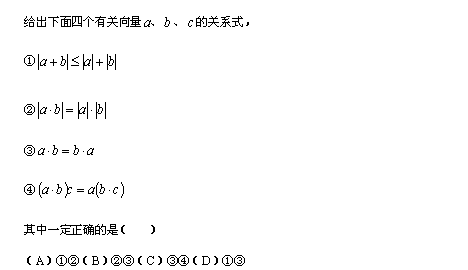 给出下面四个有关向量a、b、c的关系式,
①|a+b|≤|a|+|b|
②|a·b|=|a|·|b|
③a·b=b·a
④(a·b)c=a(b·c)
其中一定正确的是( )
(A)①②(B)②③(C)③④(D)①③